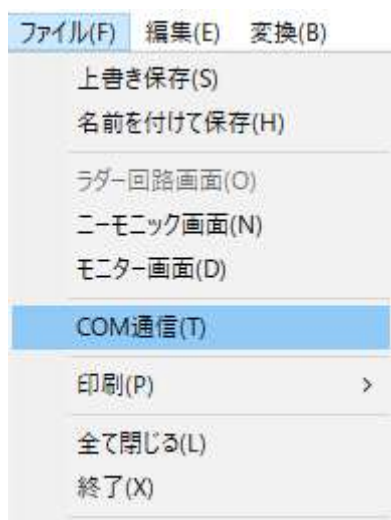 ファイル(F) 編集(E) 変換(B)
上書き保存(S)
名前を付けて保存(H)
ラダー回路画面(O)
ニーモニック画面(N)
モニター画面(D)
COM通信(T)
印刷(P) >
全て閉じる(L)
終了(X)